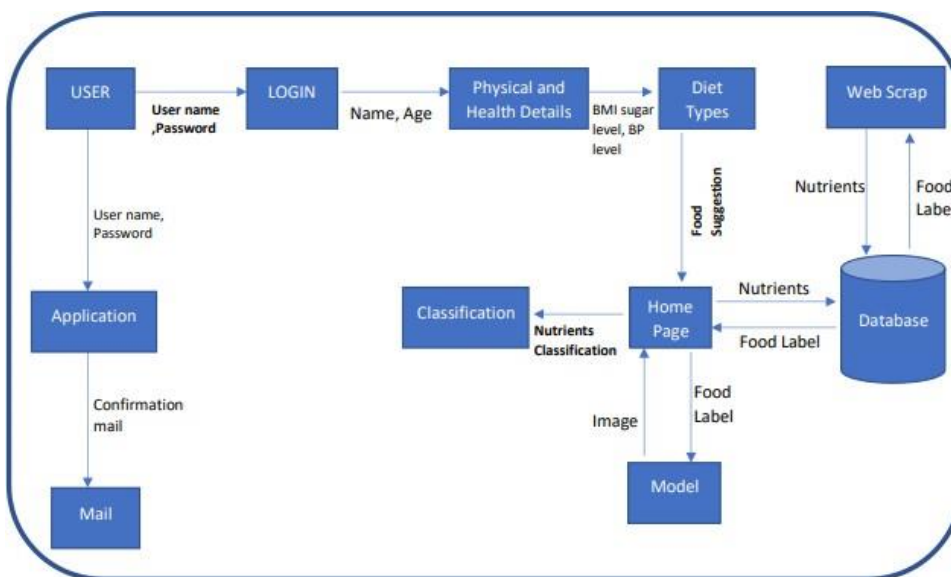 USER
User name
,Password
LOGIN
Name, Age
Physical and
Health Details
BMI sugar
level, BP
level
Diet
Types
Web Scrap
Nutrients
Food
Label
User name,
Password
Food
Suggestion
Application
Classification
Nutrients
Classification
Home
Page
Nutrients
Food Label
Database
Confirmation
mail
Image
Food
Label
Mail
Model